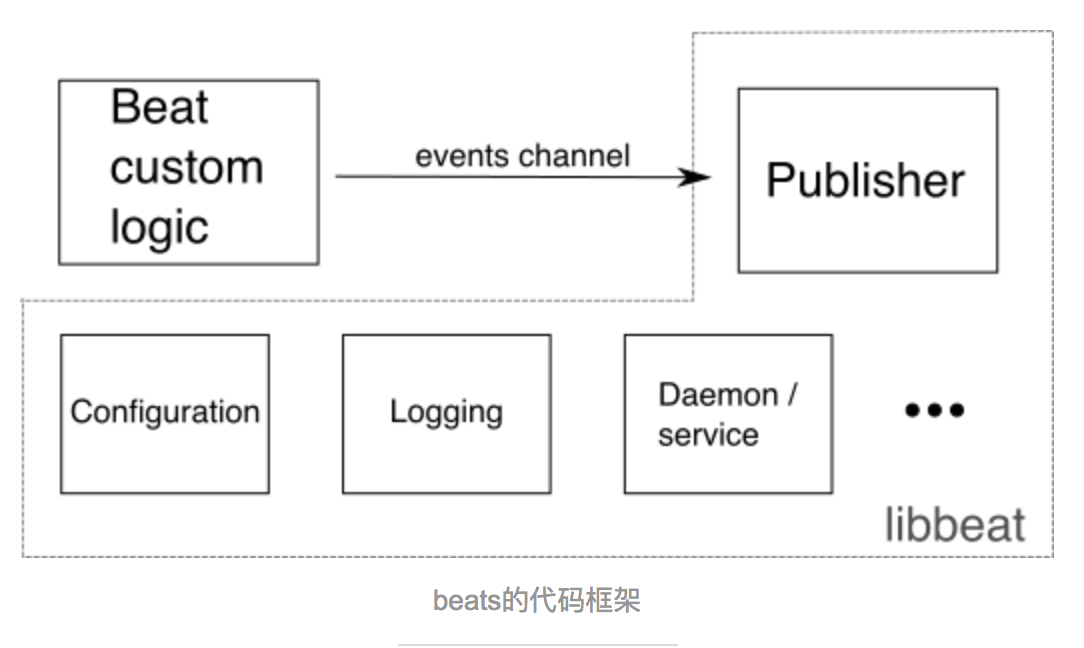 Beat
custom
logic
events channel
Publisher
Configuration
Logging
Daemon /
service
libbeat
beats的代码框架